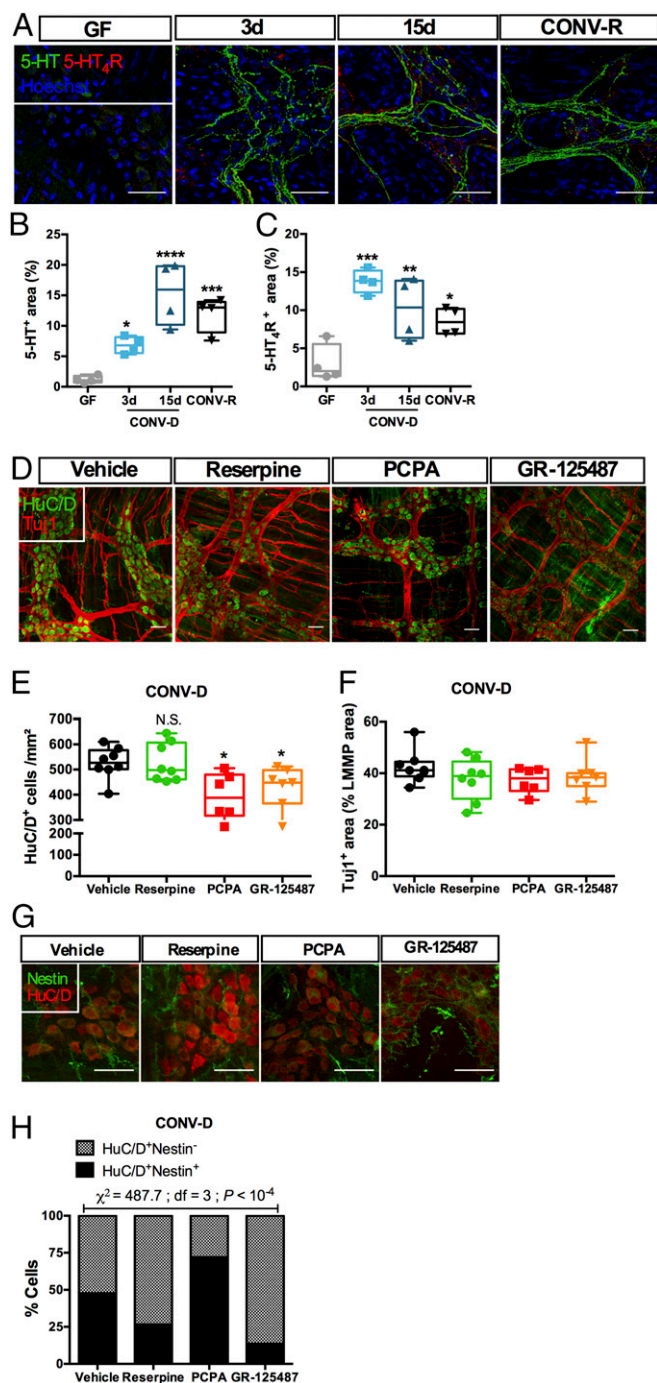 A
GF 3d 15d CONV-R
5-HT 5-HT4R
Hoechst
B
C
5-HT+ area (%)
25
20
15
10
5
0
* **** ***
GF 3d 15d CONV-R
CONV-D
5-HT4R+ area (%)
20
15
10
5
0
*** ** *
GF 3d 15d CONV-R
CONV-D
D
Vehicle Reserpine PCPA GR-125487
HuC/D
Tuj1
E
F
CONV-D
HuC/D+ cells /mm²
700
600
500
400
300
200
100
0
N.S. * *
Vehicle Reserpine PCPA GR-125487
CONV-D
Tuj1+ area (% LMMP area)
60
40
20
0
Vehicle Reserpine PCPA GR-125487
G
Vehicle Reserpine PCPA GR-125487
Nestin
HuC/D
H
CONV-D
HuC/D+Nestin-
HuC/D+Nestin+
χ² = 487.7 ; df = 3 ; P < 10⁻⁴
% Cells
100
75
50
25
0
Vehicle Reserpine PCPA GR-125487